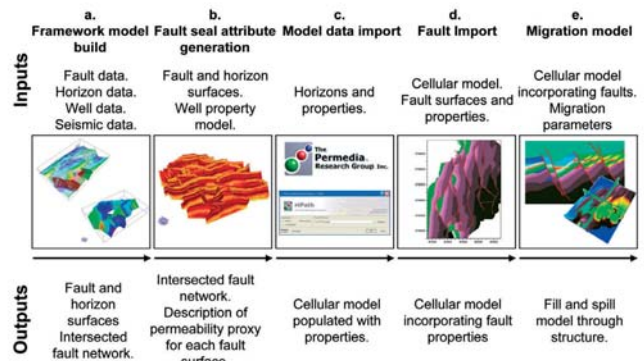 a.
Framework model
build
b.
Fault seal attribute
generation
c.
Model data import
d.
Fault Import
e.
Migration model
Inputs
Fault data.
Horizon data.
Well data.
Seismic data.
Fault and horizon
surfaces.
Well property
model.
Horizons and
properties.
Cellular model.
Fault surfaces and
properties.
Cellular model
incorporating faults.
Migration
parameters
The
Permedia
Research Group Inc.
mPath
Outputs
Fault and
horizon
surfaces
Intersected
fault network.
Intersected fault
network.
Description of
permeability proxy
for each fault
surface
Cellular model
populated with
properties.
Cellular model
incorporating fault
properties
Fill and spill
model through
structure.